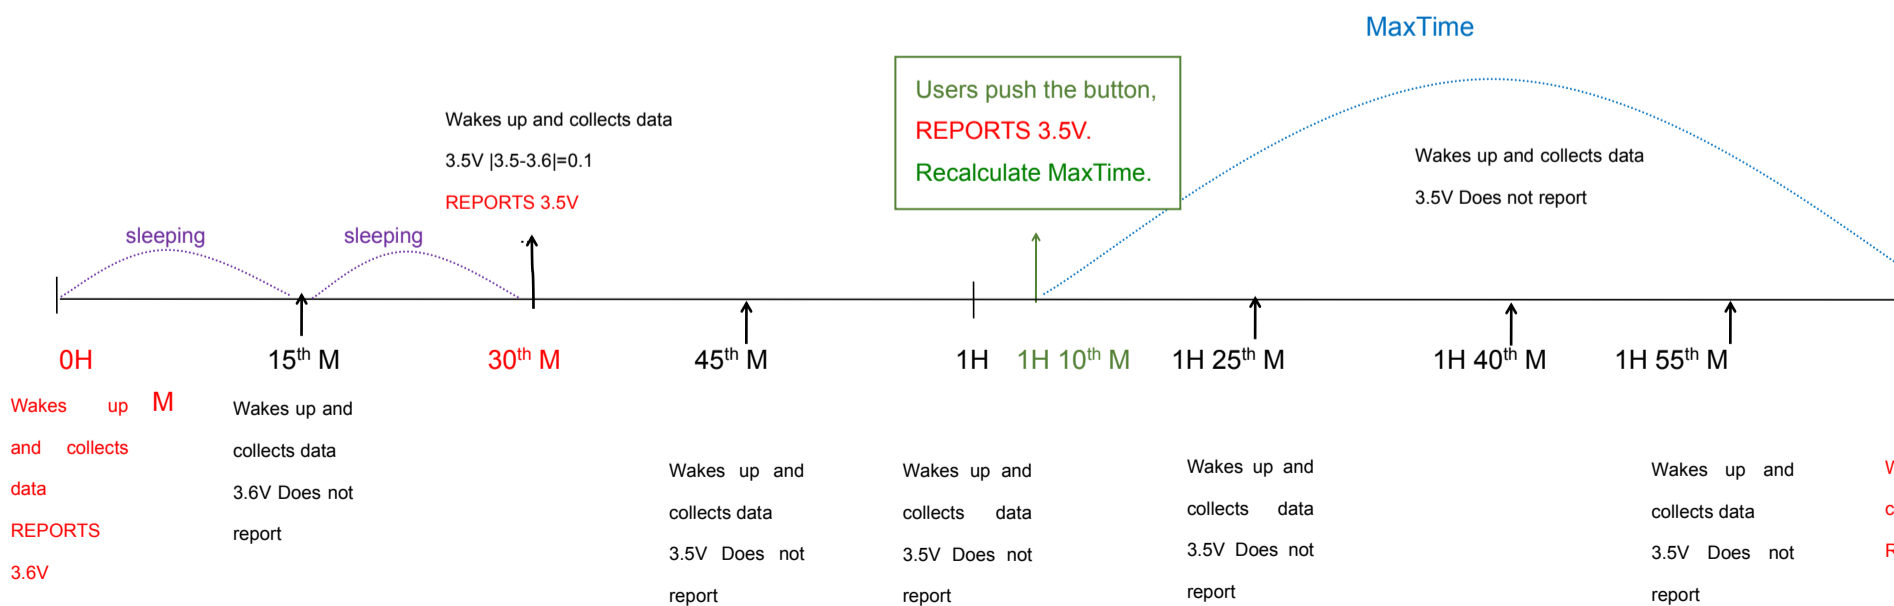 MaxTime
Users push the button,
REPORTS 3.5V.
Recalculate MaxTime.
Wakes up and collects data
3.5V |3.5-3.6|=0.1
REPORTS 3.5V
Wakes up and collects data
3.5V Does not report
sleeping
sleeping
0H
15th M
30th M
45th M
1H
1H 10th M
1H 25th M
1H 40th M
1H 55th M
M
Wakes up
and collects
data
REPORTS
3.6V
Wakes up and
collects data
3.6V Does not
report
Wakes up and
collects data
3.5V Does not
report
Wakes up and
collects data
3.5V Does not
report
Wakes up and
collects data
3.5V Does not
report
Wakes up and
collects data
3.5V Does not
report